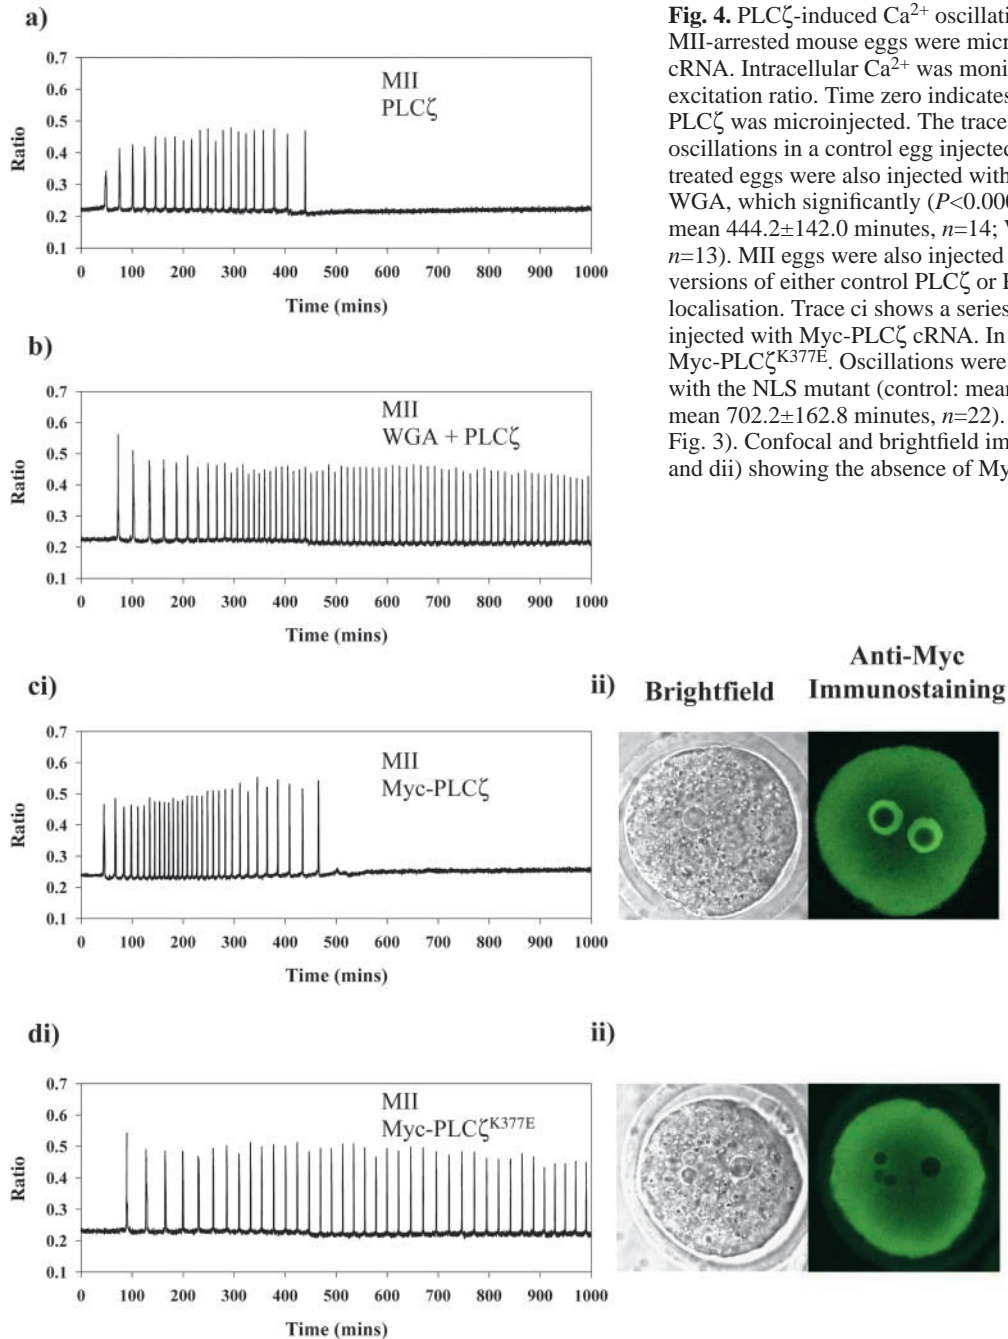 a)
MII
PLCζ
Ratio
0.7
0.6
0.5
0.4
0.3
0.2
0.1
0 100 200 300 400 500 600 700 800 900 1000
Time (mins)
b)
MII
WGA + PLCζ
Ratio
0.7
0.6
0.5
0.4
0.3
0.2
0.1
0 100 200 300 400 500 600 700 800 900 1000
Time (mins)
Fig. 4. PLCζ-induced Ca2+ oscillati
MII-arrested mouse eggs were micr
cRNA. Intracellular Ca2+ was moni
excitation ratio. Time zero indicates
PLCζ was microinjected. The trace
oscillations in a control egg injected
treated eggs were also injected with
WGA, which significantly (P<0.000
mean 444.2±142.0 minutes, n=14; V
n=13). MII eggs were also injected
versions of either control PLCζ or P
localisation. Trace ci shows a series
injected with Myc-PLCζ cRNA. In
Myc-PLCζK377E. Oscillations were
with the NLS mutant (control: mean
mean 702.2±162.8 minutes, n=22).
Fig. 3). Confocal and brightfield im
and dii) showing the absence of My
ci)
MII
Myc-PLCζ
Ratio
0.7
0.6
0.5
0.4
0.3
0.2
0.1
0 100 200 300 400 500 600 700 800 900 1000
Time (mins)
ii)
Brightfield
Anti-Myc
Immunostaining
di)
MII
Myc-PLCζK377E
Ratio
0.7
0.6
0.5
0.4
0.3
0.2
0.1
0 100 200 300 400 500 600 700 800 900 1000
Time (mins)
ii)